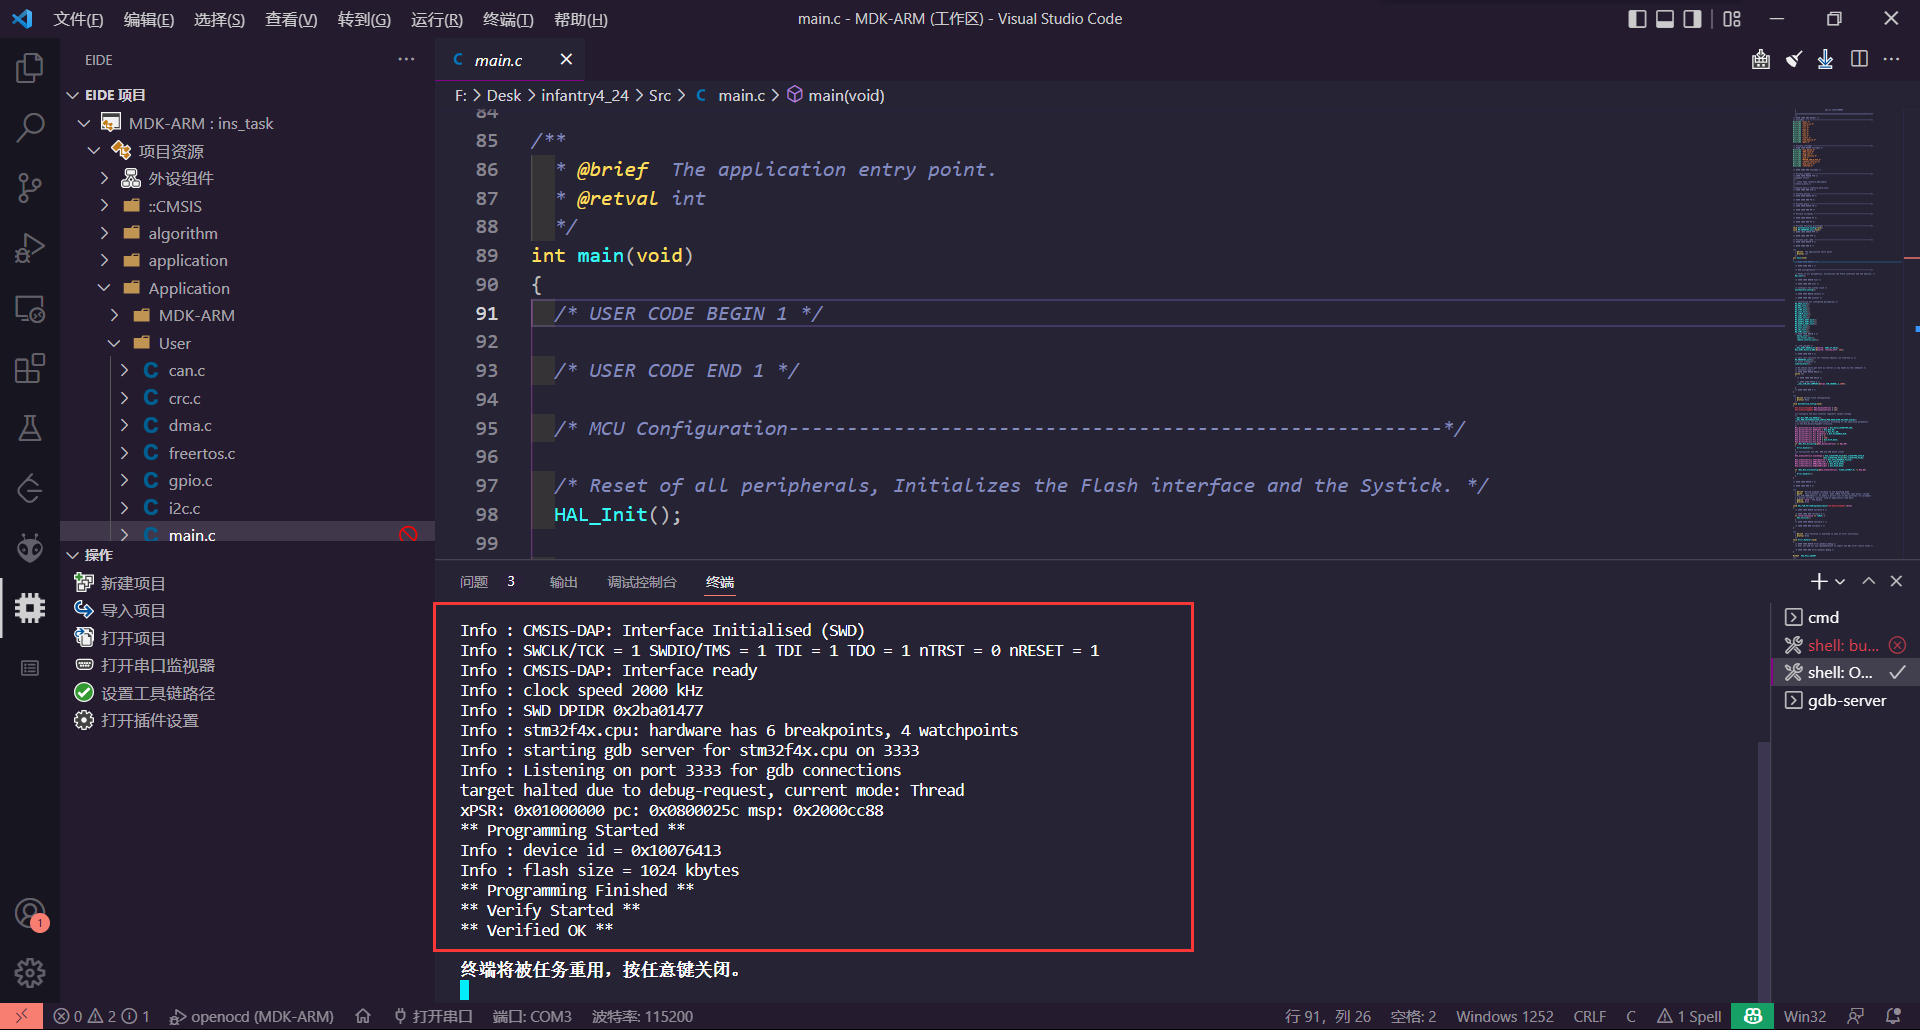 文件(F) 编辑(E) 选择(S) 查看(V) 转到(G) 运行(R) 终端(T) 帮助(H)
main.c - MDK-ARM (工作区) - Visual Studio Code
EIDE
EIDE 项目
MDK-ARM : ins_task
项目资源
外设组件
::CMSIS
algorithm
application
Application
MDK-ARM
User
C can.c
C crc.c
C dma.c
C freertos.c
C gpio.c
C i2c.c
C main.c
操作
新建项目
导入项目
打开项目
打开串口监视器
设置工具链路径
打开插件设置
1
C main.c
F: > Desk > infantry4_24 > Src > C main.c > main(void)
84
85 /**
86 * @brief  The application entry point.
87 * @retval int
88 */
89 int main(void)
90 {
91 /* USER CODE BEGIN 1 */
92
93 /* USER CODE END 1 */
94
95 /* MCU Configuration--------------------------------------------------------*/
96
97 /* Reset of all peripherals, Initializes the Flash interface and the Systick. */
98 HAL_Init();
99
问题 3 输出 调试控制台 终端
Info : CMSIS-DAP: Interface Initialised (SWD)
Info : SWCLK/TCK = 1 SWDIO/TMS = 1 TDI = 1 TDO = 1 nTRST = 0 nRESET = 1
Info : CMSIS-DAP: Interface ready
Info : clock speed 2000 kHz
Info : SWD DPIDR 0x2ba01477
Info : stm32f4x.cpu: hardware has 6 breakpoints, 4 watchpoints
Info : starting gdb server for stm32f4x.cpu on 3333
Info : Listening on port 3333 for gdb connections
target halted due to debug-request, current mode: Thread
xPSR: 0x01000000 pc: 0x0800025c msp: 0x2000cc88
** Programming Started **
Info : device id = 0x10076413
Info : flash size = 1024 kbytes
** Programming Finished **
** Verify Started **
** Verified OK **
终端将被任务重用，按任意键关闭。
cmd
shell: bu...
shell: O...
gdb-server
0 2 1 openocd (MDK-ARM) 打开串口 端口: COM3 波特率: 115200 行 91，列 26 空格: 2 Windows 1252 CRLF C 1 Spell Win32